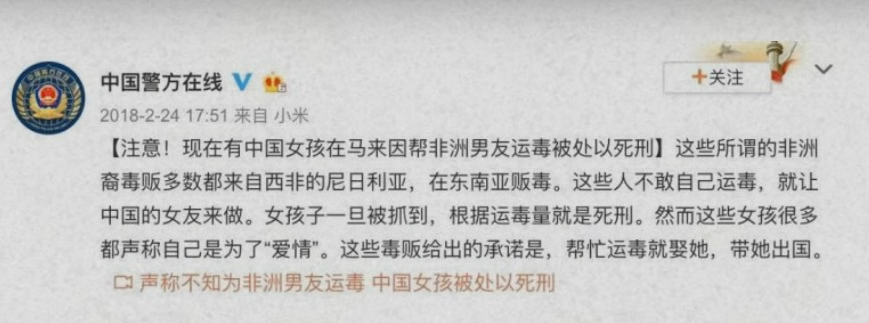 中国警方在线
+关注
2018-2-24 17:51 来自 小米
【注意！现在有中国女孩在马来因帮非洲男友运毒被处以死刑】这些所谓的非洲
裔毒贩多数都来自西非的尼日利亚，在东南亚贩毒。这些人不敢自己运毒，就让
中国的女友来做。女孩子一旦被抓到，根据运毒量就是死刑。然而这些女孩很多
都声称自己是为了“爱情”。这些毒贩给出的承诺是，帮忙运毒就娶她，带她出国。
声称不知为非洲男友运毒 中国女孩被处以死刑